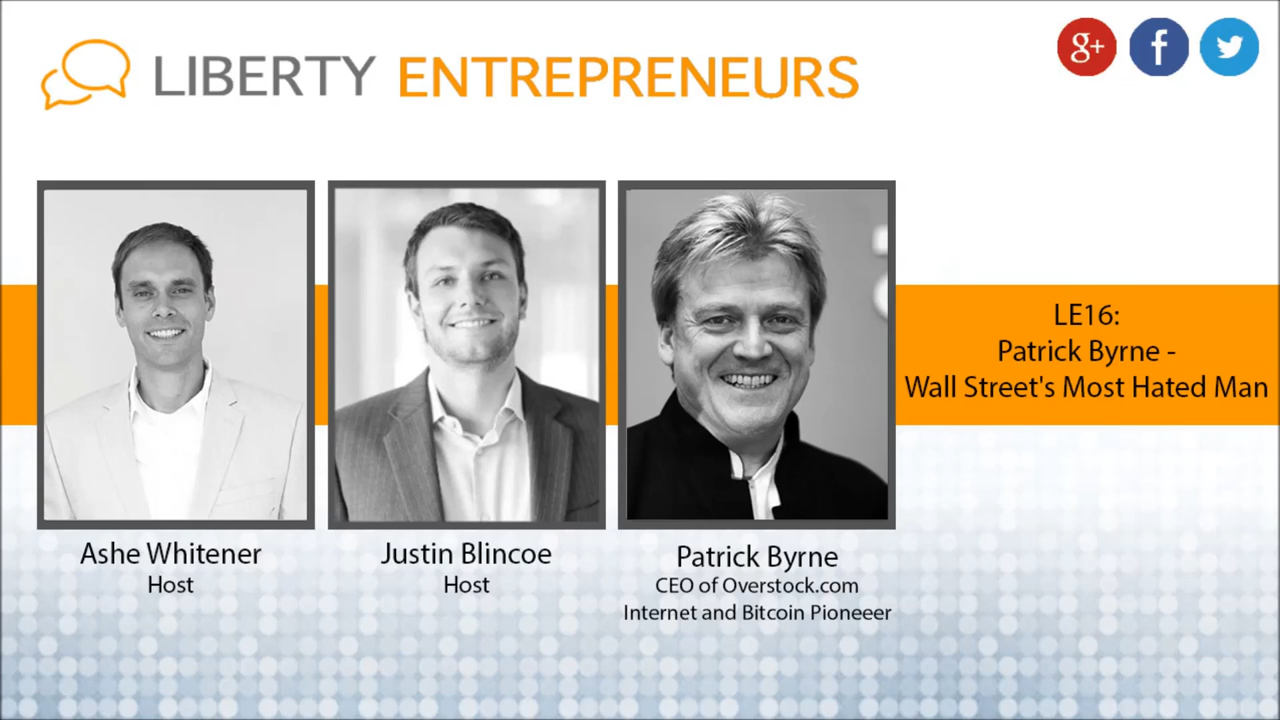 LIBERTY ENTREPRENEURS
g+
f
LE16:
Patrick Byrne -
Wall Street's Most Hated Man
Ashe Whitener
Host
Justin Blincoe
Host
Patrick Byrne
CEO of Overstock.com
Internet and Bitcoin Pioneeer